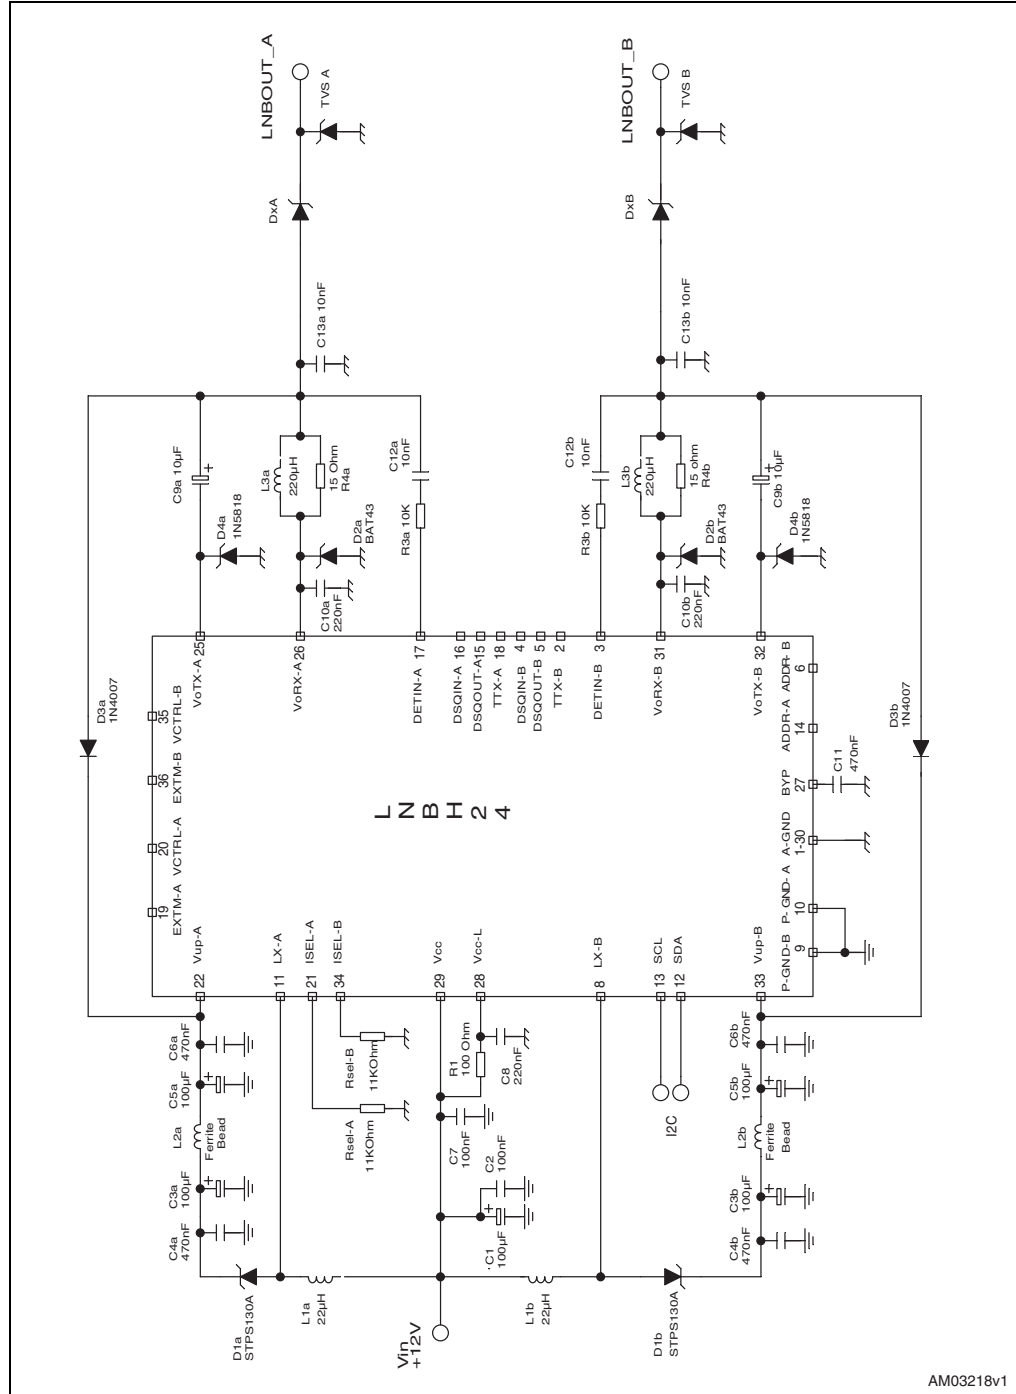 LNBOUT_A
TVS A
DxA
C13a 10nF
C9a 10µF
+
D4a
1N5818
L3a
220µH
15 Ohm
R4a
D2a
BAT43
C10a
220nF
C12a
10nF
R3a 10K
LNBOUT_B
TVS B
DxB
C13b 10nF
C12b
10nF
R3b 10K
L3b
220µH
15 ohm
R4b
D2b
BAT43
C10b
220nF
C9b 10µF
+
D4b
1N5818
D3a
1N4007
D3b
1N4007
25
VoTX-A
26
VoRX-A
17
DETIN-A
16
DSQIN-A
15
DSQOUT-A
18
TTX-A
4
DSQIN-B
5
DSQOUT-B
2
TTX-B
3
DETIN-B
31
VoRX-B
32
VoTX-B
35
VCTRL-B
36
EXTM-B
20
VCTRL-A
19
EXTM-A
LNBH24
6
ADDR- B
14
ADDR-A
27
BYP
C11
470nF
1-30
A-GND
10
P- GND- A
9
P-GND-B
22
Vup-A
11
LX-A
21
ISEL-A
34
ISEL-B
29
Vcc
28
Vcc-L
8
LX-B
13
SCL
12
SDA
33
Vup-B
C6a
470nF
C5a
100µF
+
L2a
Ferrite
Bead
C3a
100µF
+
C4a
470nF
D1a
STPS130A
L1a
22µH
Rsel-B
11KOhm
Rsel-A
11KOhm
R1
100 Ohm
C8
220nF
C7
100nF
C2
100nF
C1
100µF
+
Vin
+12V
L1b
22µH
D1b
STPS130A
I2C
C6b
470nF
C5b
100µF
+
L2b
Ferrite
Bead
C3b
100µF
+
C4b
470nF
AM03218v1